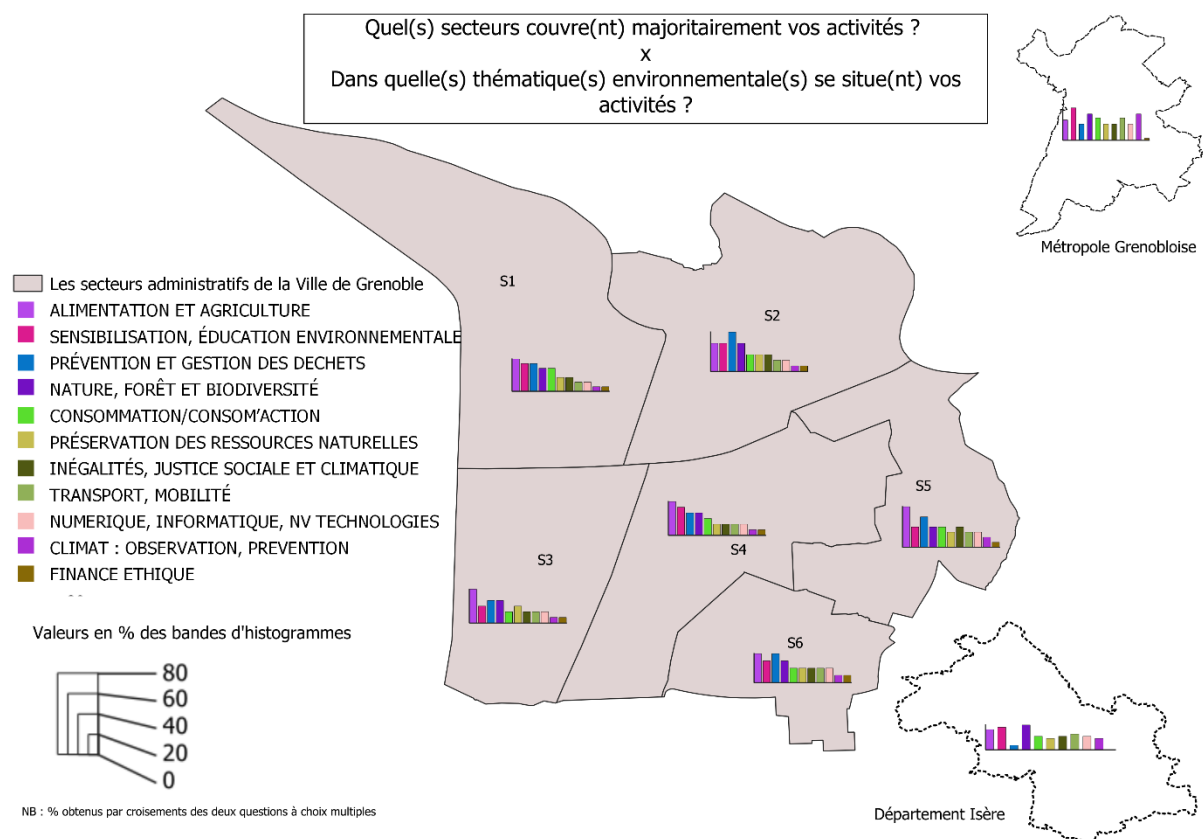 Quel(s) secteurs couvre(nt) majoritairement vos activités ?
x
Dans quelle(s) thématique(s) environnementale(s) se situe(nt) vos
activités ?
Métropole Grenobloise
S1
S2
S3
S4
S5
S6
Les secteurs administratifs de la Ville de Grenoble
ALIMENTATION ET AGRICULTURE
SENSIBILISATION, ÉDUCATION ENVIRONNEMENTALE
PRÉVENTION ET GESTION DES DECHETS
NATURE, FORÊT ET BIODIVERSITÉ
CONSOMMATION/CONSOM'ACTION
PRÉSERVATION DES RESSOURCES NATURELLES
INÉGALITÉS, JUSTICE SOCIALE ET CLIMATIQUE
TRANSPORT, MOBILITÉ
NUMERIQUE, INFORMATIQUE, NV TECHNOLOGIES
CLIMAT : OBSERVATION, PREVENTION
FINANCE ETHIQUE
Valeurs en % des bandes d'histogrammes
80
60
40
20
0
NB : % obtenus par croisements des deux questions à choix multiples
Département Isère